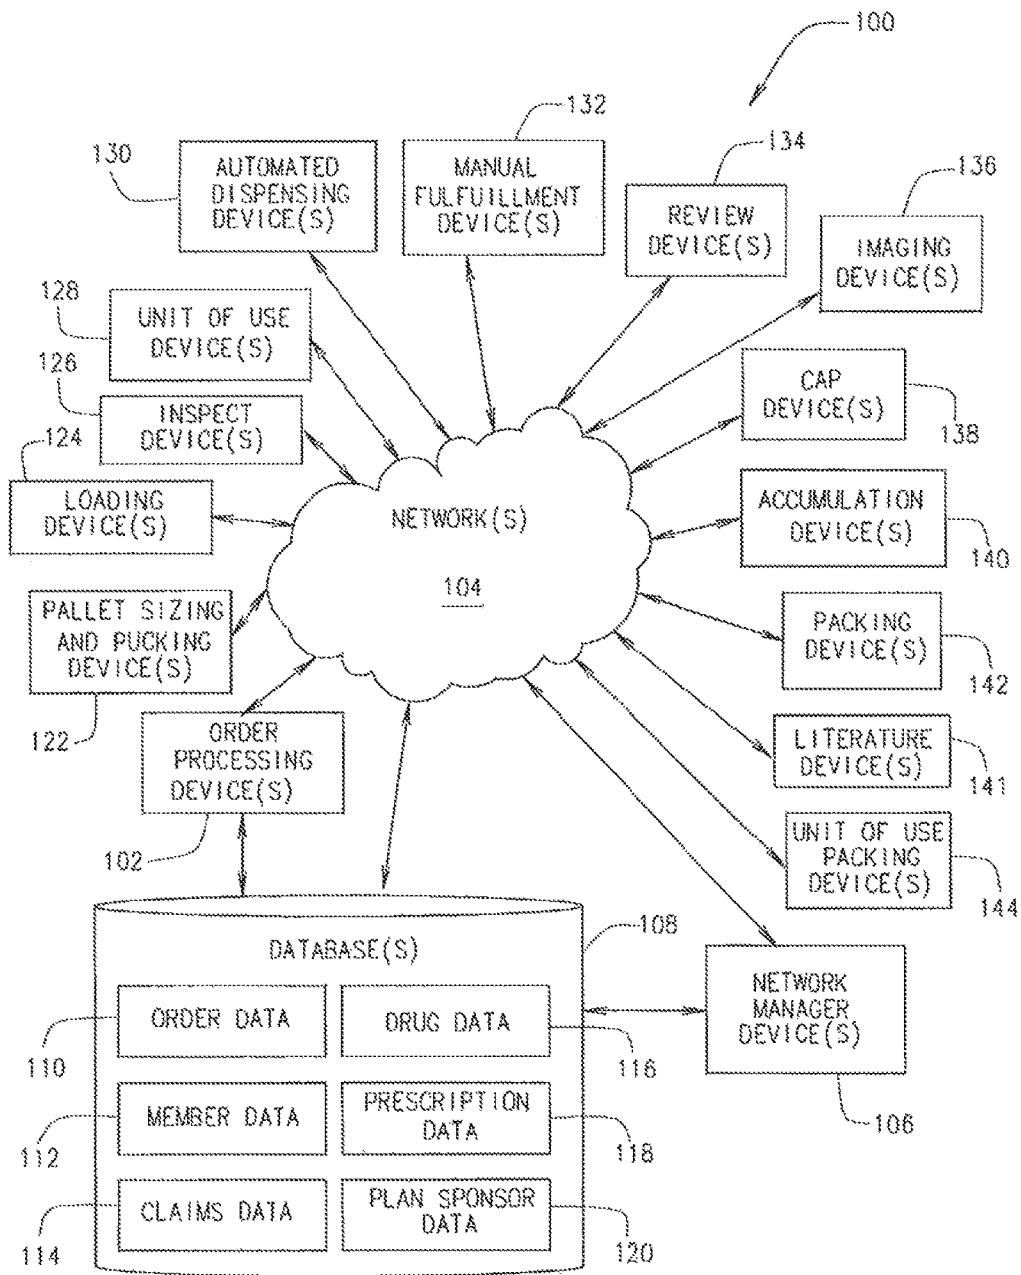 100
132
MANUAL
FULFUILLMENT
DEVICE(S)
130
AUTOMATED
DISPENSING
DEVICE(S)
134
REVIEW
DEVICE(S)
136
IMAGING
DEVICE(S)
128
UNIT OF USE
DEVICE(S)
126
INSPECT
DEVICE(S)
CAP
DEVICE(S)
138
124
LOADING
DEVICE(S)
NETWORK(S)
104
ACCUMULATION
DEVICE(S)
140
PALLET SIZING
AND PUCKING
DEVICE(S)
122
PACKING
DEVICE(S)
142
ORDER
PROCESSING
DEVICE(S)
102
LITERATURE
DEVICE(S)
141
UNIT OF USE
PACKING
DEVICE(S)
144
DATABASE(S)
108
NETWORK
MANAGER
DEVICE(S)
106
ORDER DATA
110
DRUG DATA
116
MEMBER DATA
112
PRESCRIPTION
DATA
118
CLAIMS DATA
114
PLAN SPONSOR
DATA
120